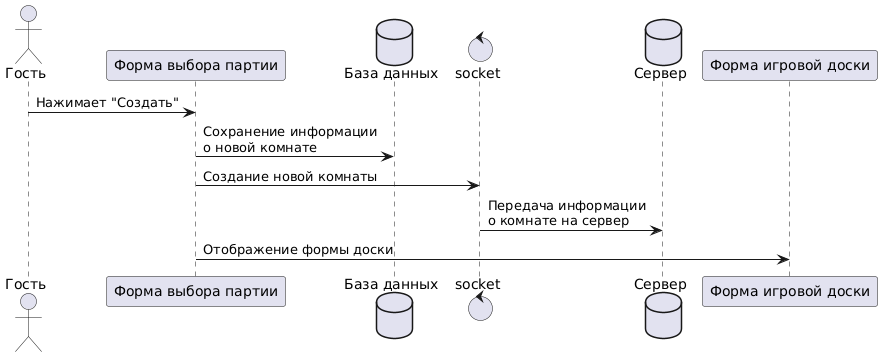 Гость
Форма выбора партии
База данных
socket
Сервер
Форма игровой доски
Нажимает "Создать"
Сохранение информации
о новой комнате
Создание новой комнаты
Передача информации
о комнате на сервер
Отображение формы доски
Гость
Форма выбора партии
База данных
socket
Сервер
Форма игровой доски